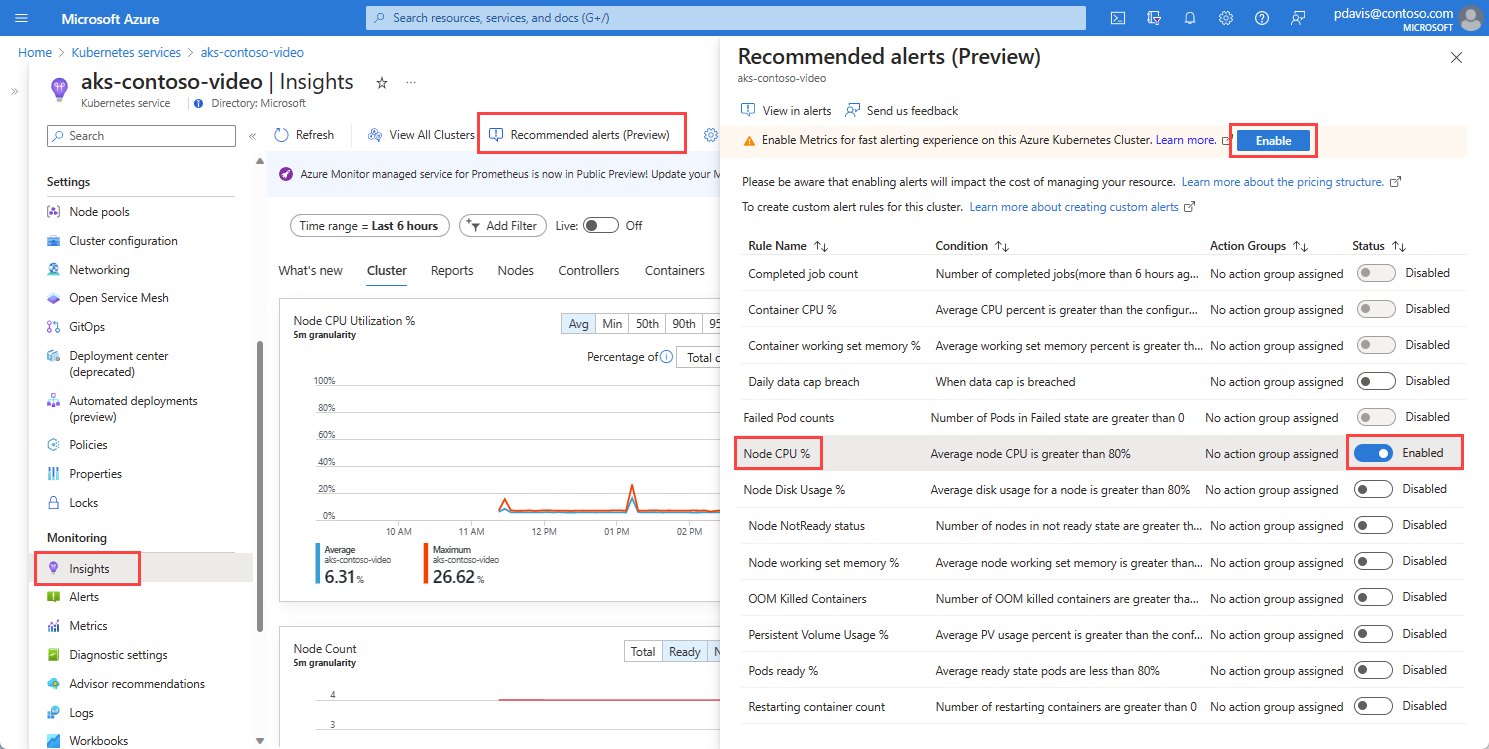 Microsoft Azure
Search resources, services, and docs (G+/)
pdavis@contoso.com
MICROSOFT
Home > Kubernetes services > aks-contoso-video
aks-contoso-video | Insights
Kubernetes service
Directory: Microsoft
Search
Settings
Node pools
Cluster configuration
Networking
Open Service Mesh
GitOps
Deployment center
(deprecated)
Automated deployments
(preview)
Policies
Properties
Locks
Monitoring
Insights
Alerts
Metrics
Diagnostic settings
Advisor recommendations
Logs
Workbooks
Refresh
View All Clusters
Recommended alerts (Preview)
Azure Monitor managed service for Prometheus is now in Public Preview! Update your M
Time range = Last 6 hours
Add Filter
Live: Off
What's new Cluster Reports Nodes Controllers Containers
Node CPU Utilization %
5m granularity
Avg Min 50th 90th 95
Percentage of Total c
100%
80%
60%
40%
20%
0%
10 AM 11 AM 12 PM 01 PM 02 PM
Average
aks-contoso-video
6.31%
Maximum
aks-contoso-video
26.62%
Node Count
5m granularity
Total Ready N
4
3
Recommended alerts (Preview)
aks-contoso-video
View in alerts Send us feedback
Enable Metrics for fast alerting experience on this Azure Kubernetes Cluster. Learn more. Enable
Please be aware that enabling alerts will impact the cost of managing your resource. Learn more about the pricing structure.
To create custom alert rules for this cluster. Learn more about creating custom alerts
Rule Name Condition Action Groups Status
Completed job count Number of completed jobs(more than 6 hours ag... No action group assigned Disabled
Container CPU % Average CPU percent is greater than the configur... No action group assigned Disabled
Container working set memory % Average working set memory percent is greater th... No action group assigned Disabled
Daily data cap breach When data cap is breached No action group assigned Disabled
Failed Pod counts Number of Pods in Failed state are greater than 0 No action group assigned Disabled
Node CPU % Average node CPU is greater than 80% No action group assigned Enabled
Node Disk Usage % Average disk usage for a node is greater than 80% No action group assigned Disabled
Node NotReady status Number of nodes in not ready state are greater th... No action group assigned Disabled
Node working set memory % Average node working set memory is greater than... No action group assigned Disabled
OOM Killed Containers Number of OOM killed containers are greater tha... No action group assigned Disabled
Persistent Volume Usage % Average PV usage percent is greater than the conf... No action group assigned Disabled
Pods ready % Average ready state pods are less than 80% No action group assigned Disabled
Restarting container count Number of restarting containers are greater than 0 No action group assigned Disabled